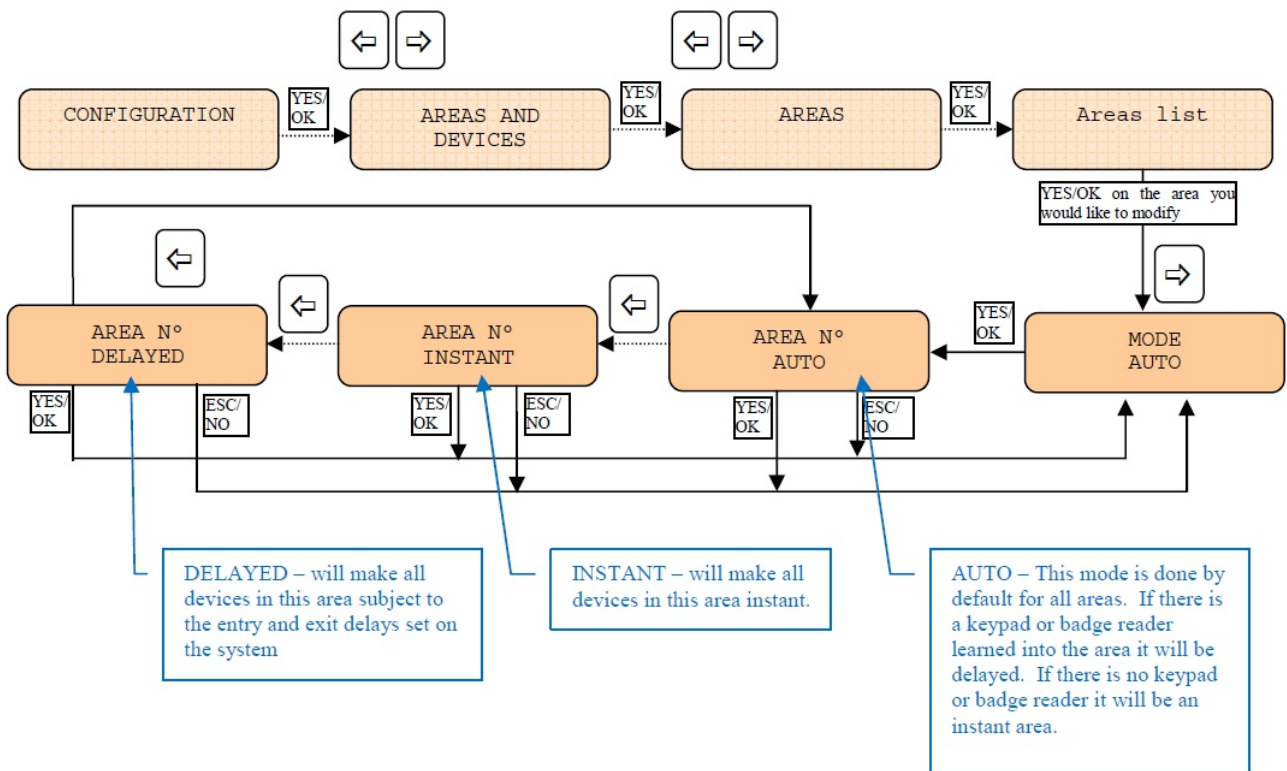 CONFIGURATION
YES/
OK
AREAS AND
DEVICES
YES/
OK
AREAS
YES/
OK
Areas list
YES/OK on the area you
would like to modify
AREA N°
DELAYED
AREA N°
INSTANT
AREA N°
AUTO
YES/
OK
MODE
AUTO
YES/
OK
ESC/
NO
YES/
OK
ESC/
NO
YES/
OK
ESC/
NO
DELAYED – will make all
devices in this area subject to
the entry and exit delays set on
the system
INSTANT – will make all
devices in this area instant.
AUTO – This mode is done by
default for all areas. If there is
a keypad or badge reader
learned into the area it will be
delayed. If there is no keypad
or badge reader it will be an
instant area.